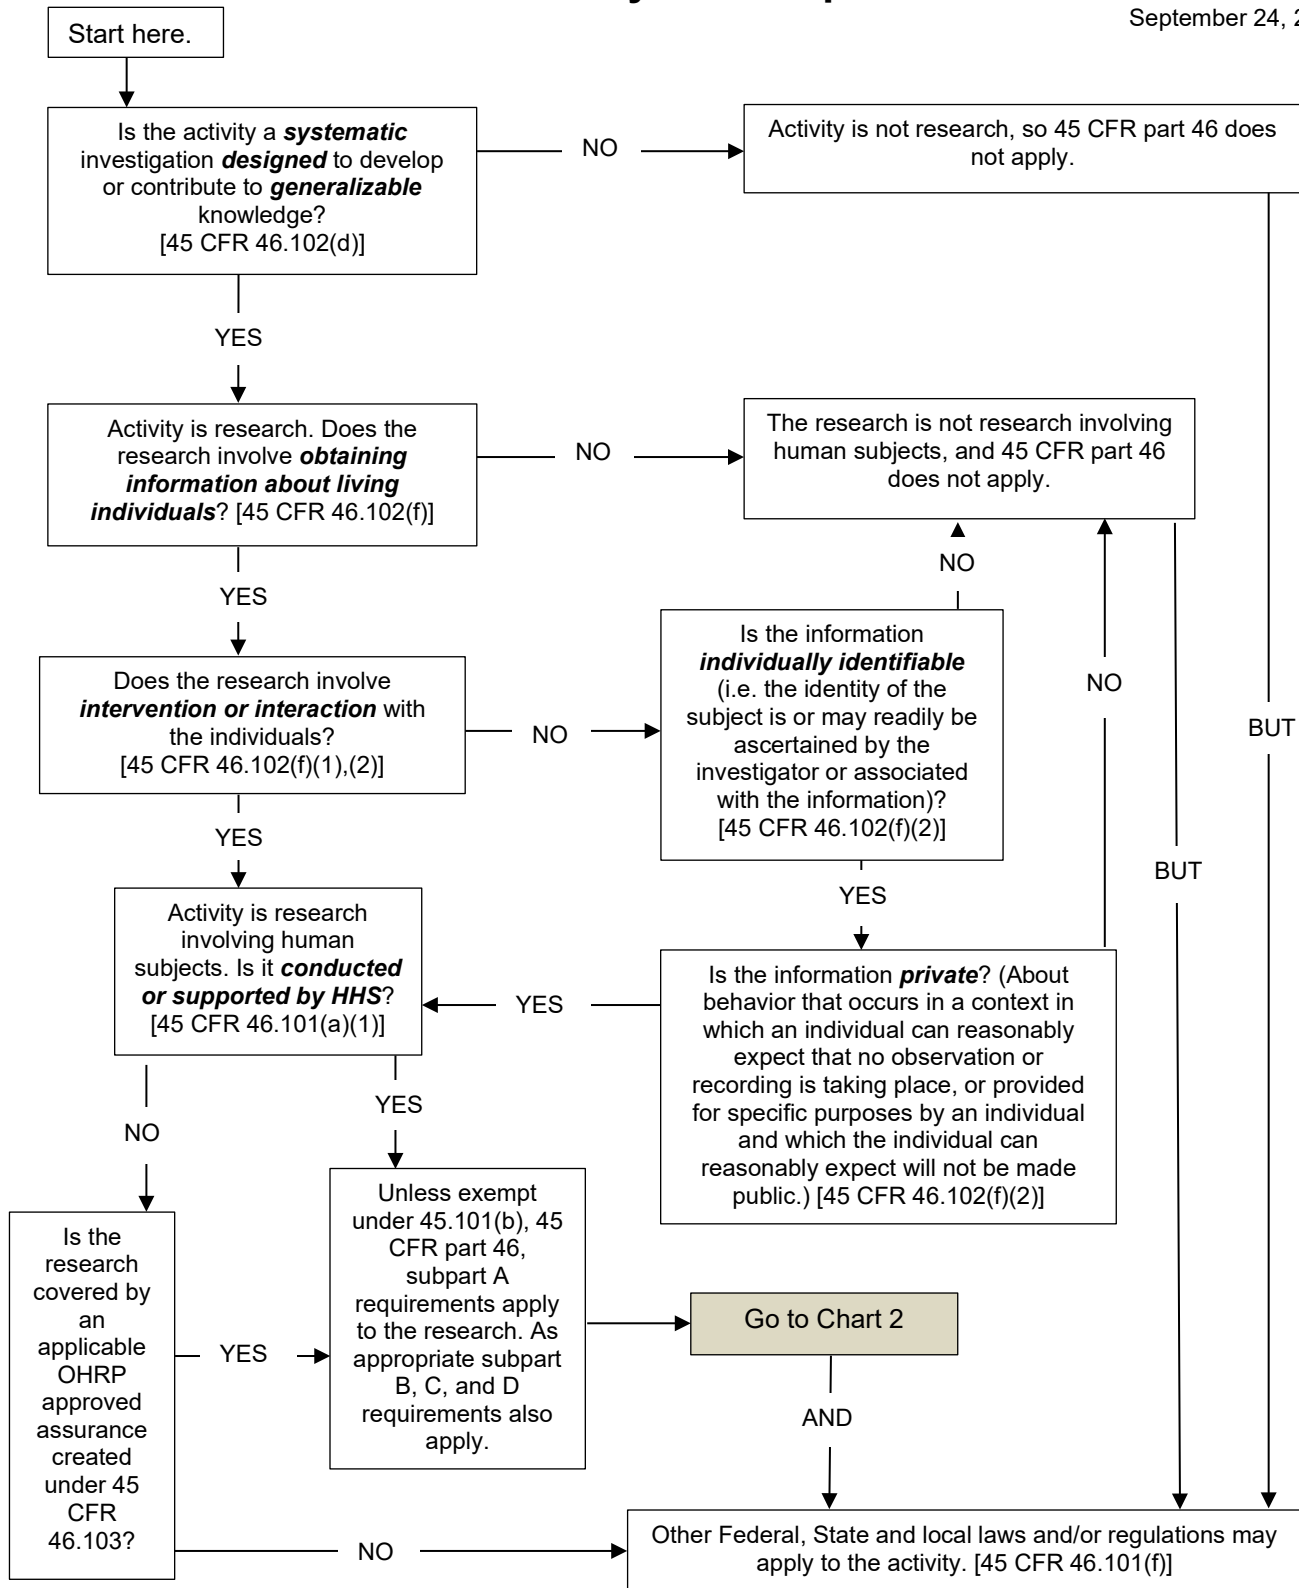 September 24, 2
Start here.
Is the activity a systematic
investigation designed to develop
or contribute to generalizable
knowledge?
[45 CFR 46.102(d)]
NO
Activity is not research, so 45 CFR part 46 does
not apply.
YES
Activity is research. Does the
research involve obtaining
information about living
individuals? [45 CFR 46.102(f)]
NO
The research is not research involving
human subjects, and 45 CFR part 46
does not apply.
NO
YES
Does the research involve
intervention or interaction with
the individuals?
[45 CFR 46.102(f)(1),(2)]
NO
Is the information
individually identifiable
(i.e. the identity of the
subject is or may readily be
ascertained by the
investigator or associated
with the information)?
[45 CFR 46.102(f)(2)]
NO
BUT
YES
BUT
YES
Activity is research
involving human
subjects. Is it conducted
or supported by HHS?
[45 CFR 46.101(a)(1)]
YES
Is the information private? (About
behavior that occurs in a context in
which an individual can reasonably
expect that no observation or
recording is taking place, or provided
for specific purposes by an individual
and which the individual can
reasonably expect will not be made
public.) [45 CFR 46.102(f)(2)]
NO
YES
Is the
research
covered by
an
applicable
OHRP
approved
assurance
created
under 45
CFR
46.103?
YES
Unless exempt
under 45.101(b), 45
CFR part 46,
subpart A
requirements apply
to the research. As
appropriate subpart
B, C, and D
requirements also
apply.
Go to Chart 2
AND
NO
Other Federal, State and local laws and/or regulations may
apply to the activity. [45 CFR 46.101(f)]